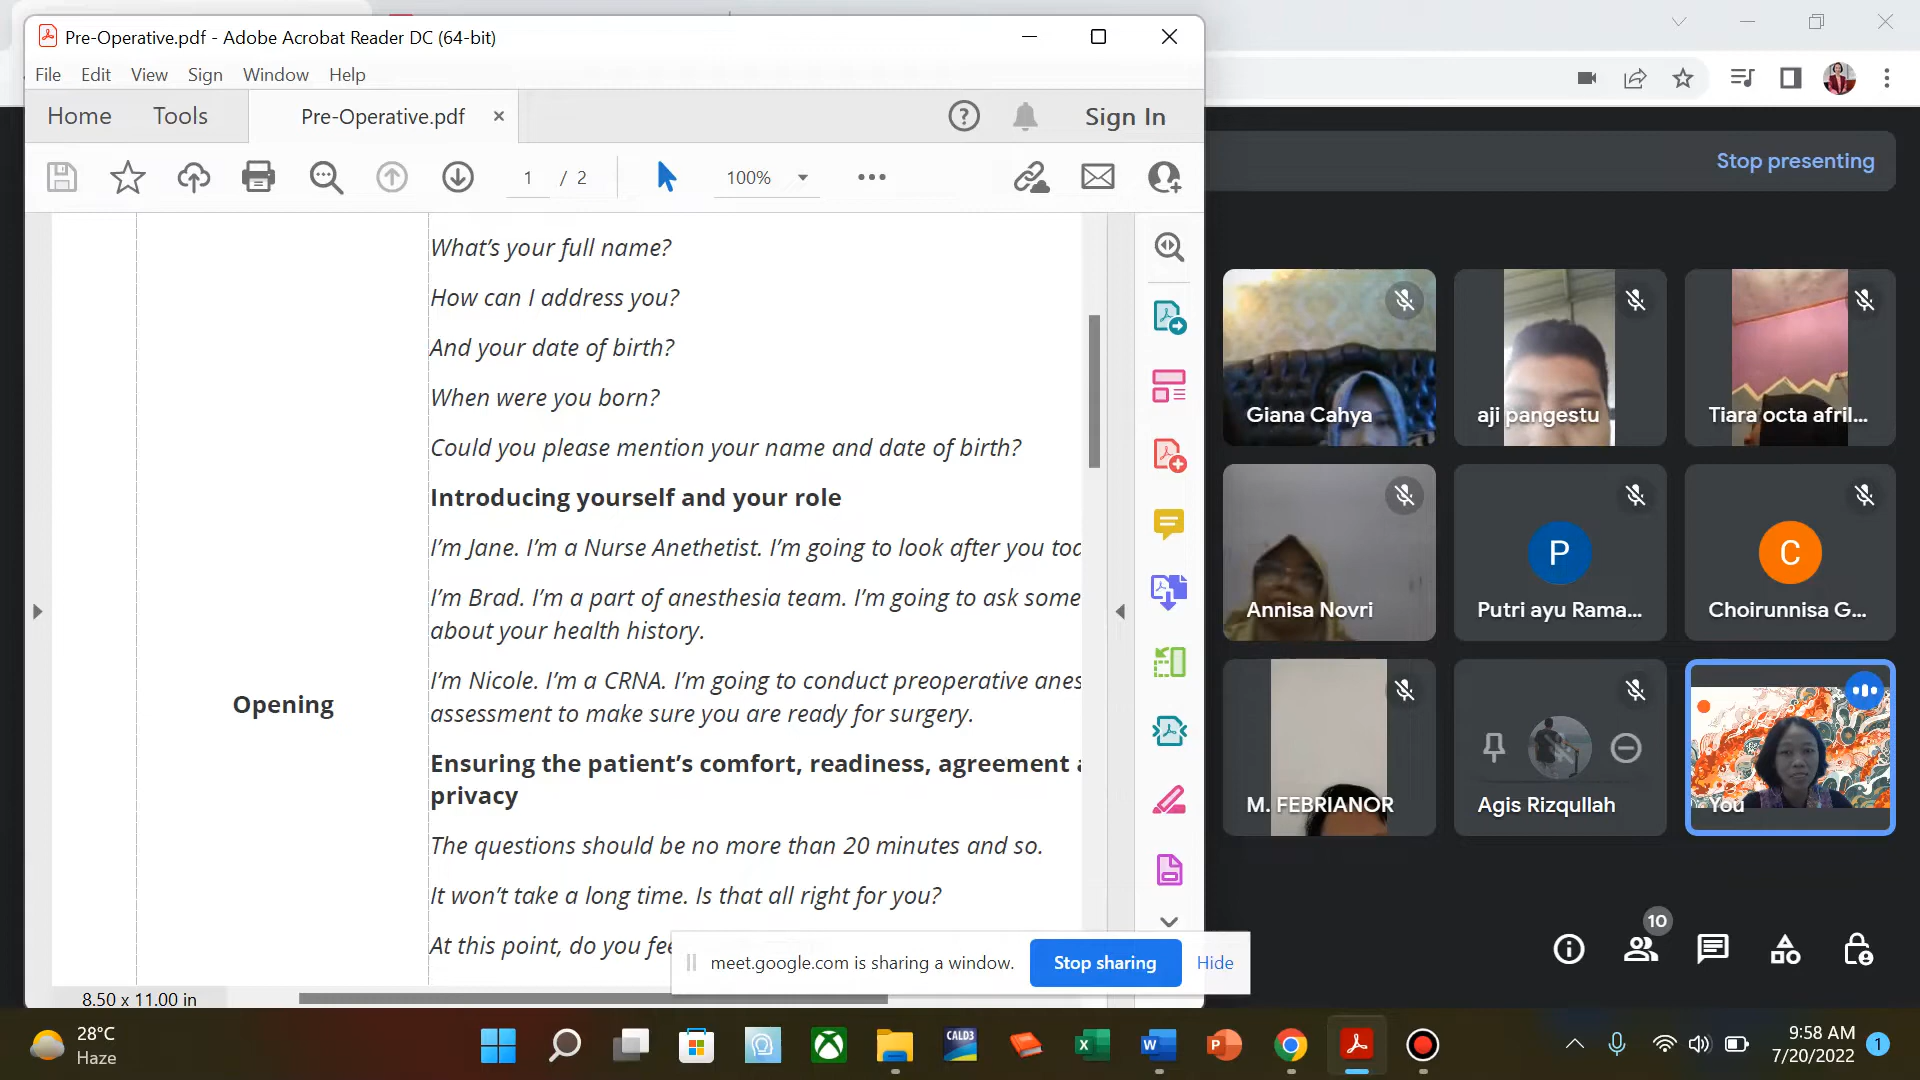 Pre-Operative.pdf - Adobe Acrobat Reader DC (64-bit)
File Edit View Sign Window Help
Home Tools Pre-Operative.pdf Sign In
1 / 2 100%
What's your full name?
How can I address you?
And your date of birth?
When were you born?
Could you please mention your name and date of birth?
Introducing yourself and your role
I'm Jane. I'm a Nurse Anethetist. I'm going to look after you
I'm Brad. I'm a part of anesthesia team. I'm going to ask some
about your health history.
I'm Nicole. I'm a CRNA. I'm going to conduct preoperative anes
assessment to make sure you are ready for surgery.
Opening
Ensuring the patient's comfort, readiness, agreement
privacy
The questions should be no more than 20 minutes and so.
It won't take a long time. Is that all right for you?
At this point, do you fee
8.50 x 11.00 in
meet.google.com is sharing a window. Stop sharing Hide
Stop presenting
Giana Cahya
aji pangestu
Tiara octa afril...
Annisa Novri
P
Putri ayu Rama...
C
Choirunnisa G...
M. FEBRIANOR
Agis Rizqullah
You
10
28°C
Haze
CALD3
9:58 AM
7/20/2022
1